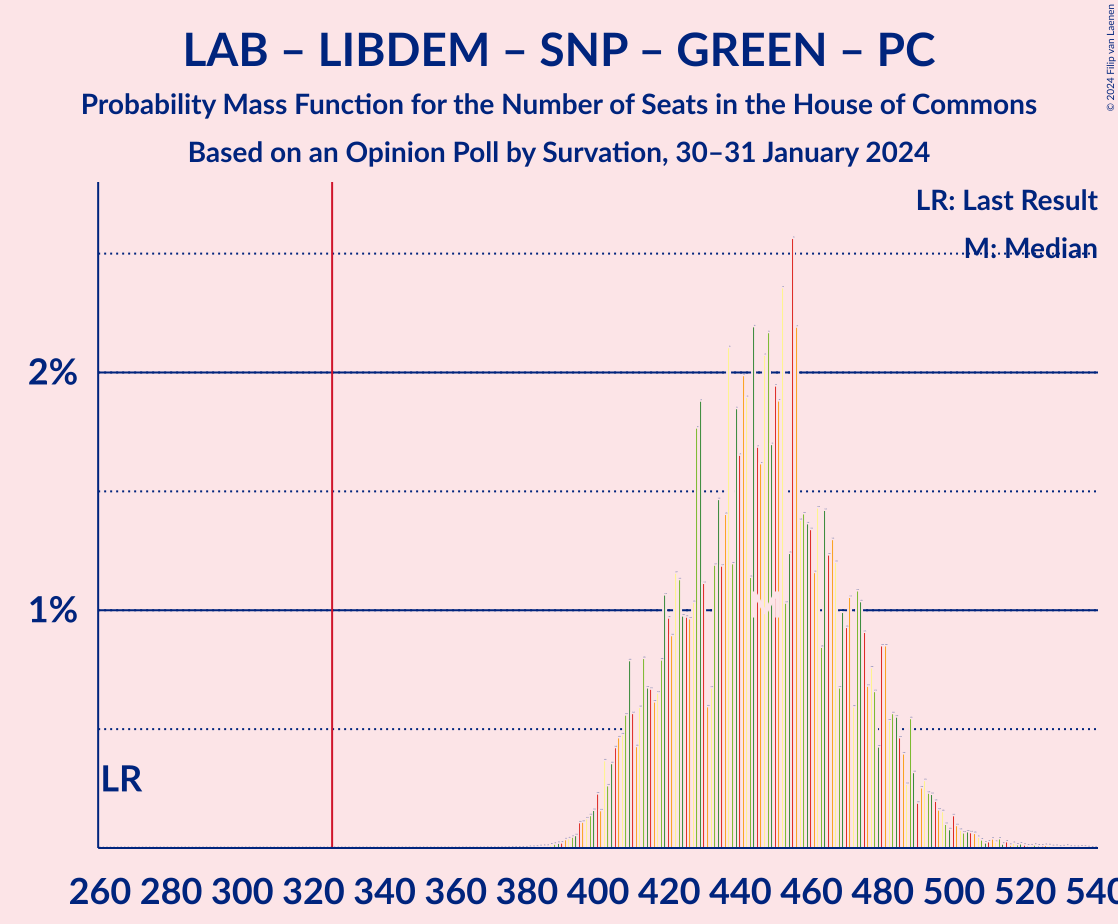 LAB – LIBDEM – SNP – GREEN – PC
Probability Mass Function for the Number of Seats in the House of Commons
Based on an Opinion Poll by Survation, 30–31 January 2024
© 2024 Filip van Laenen
LR: Last Result
M: Median
2%
1%
M
LR
260 280 300 320 340 360 380 400 420 440 460 480 500 520 540